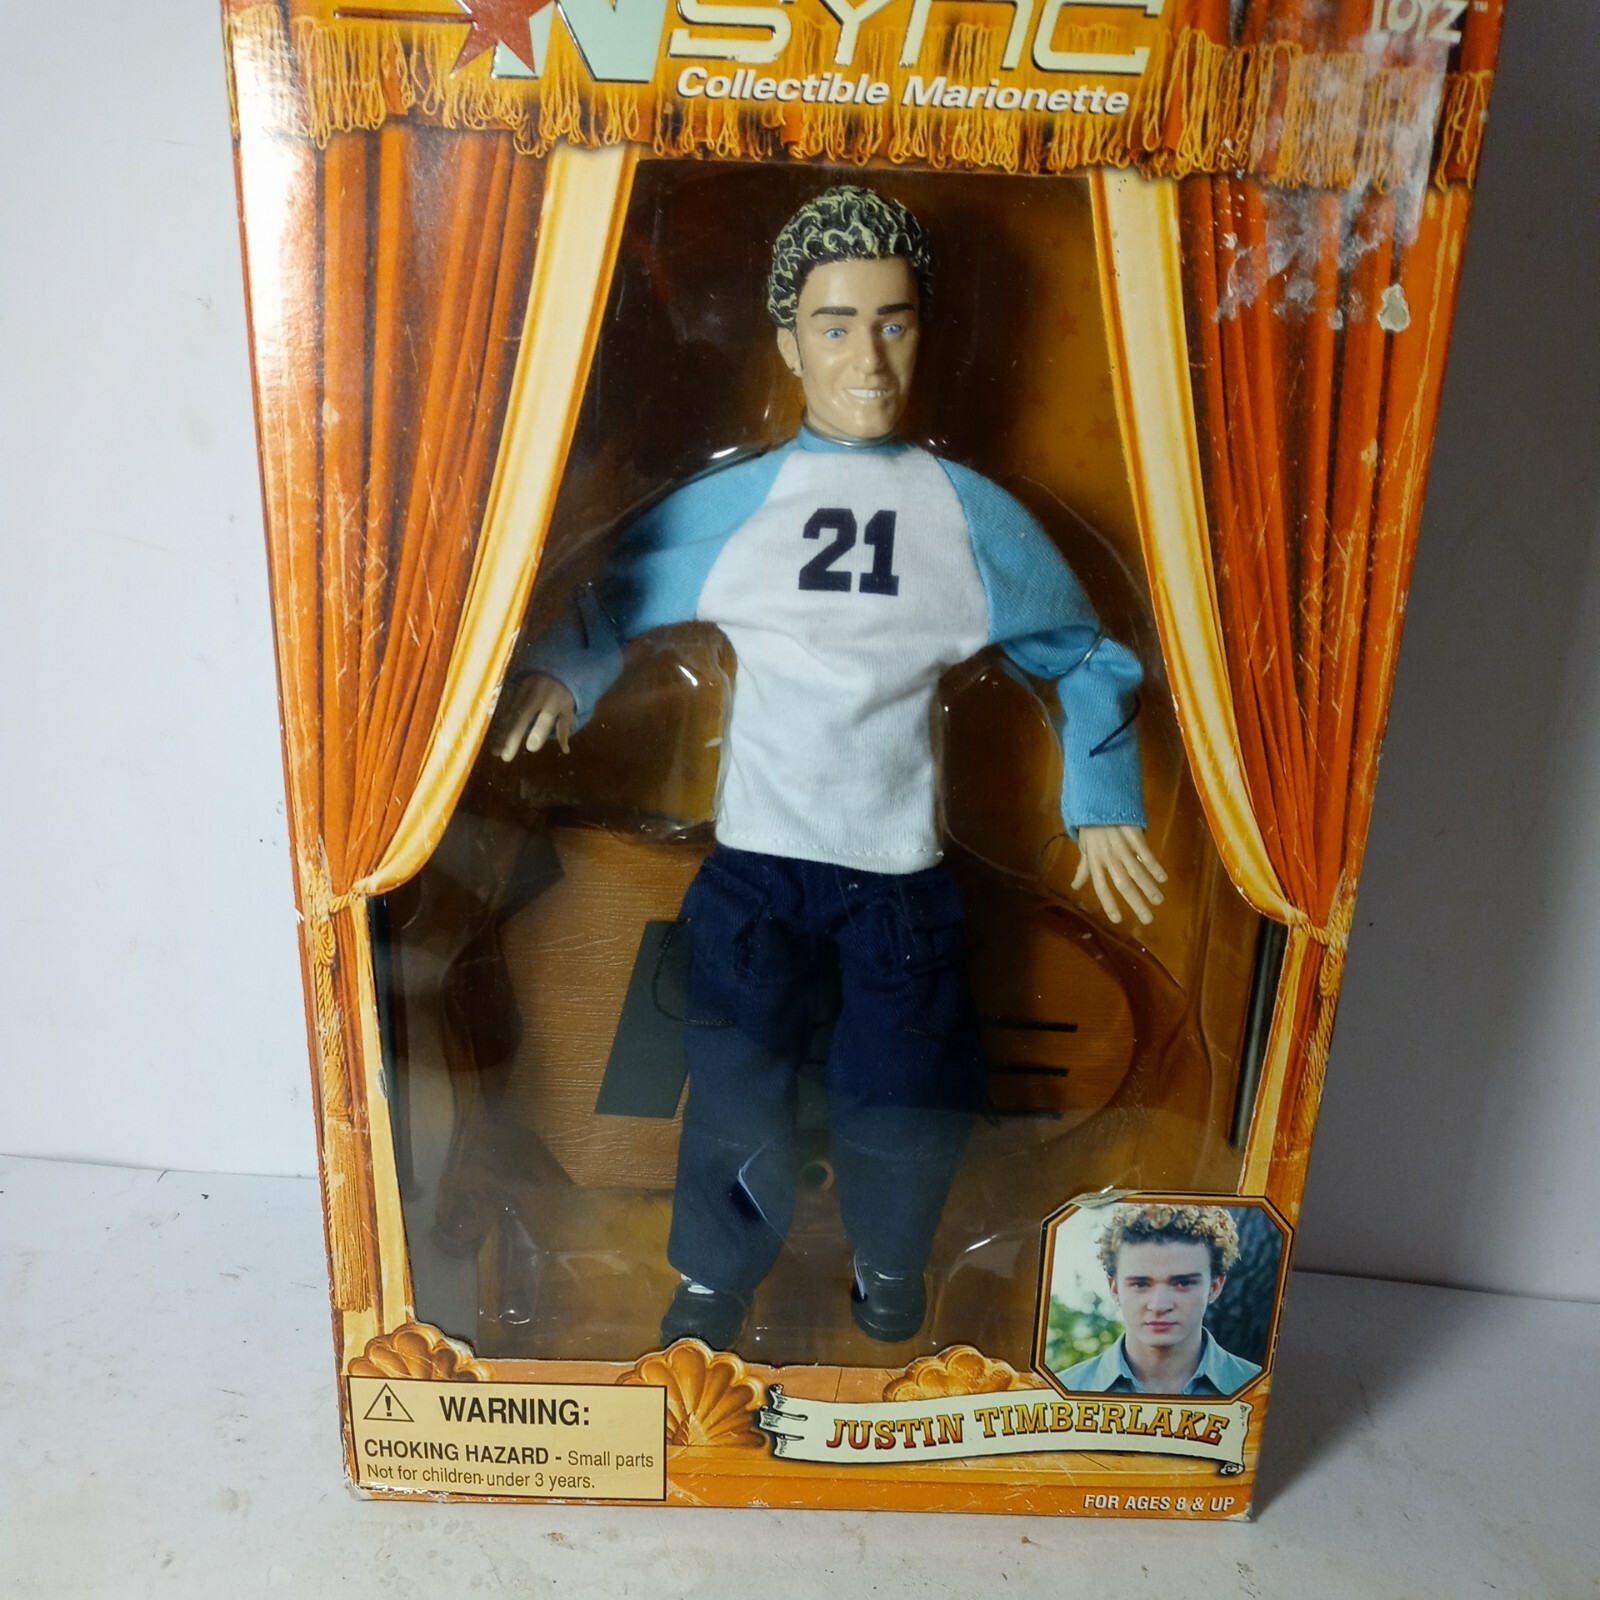 NSYNC
TOYZ ™
Collectible Marionette
21
WARNING:
CHOKING HAZARD - Small parts
Not for children under 3 years.
JUSTIN TIMBERLAKE
FOR AGES 8 & UP